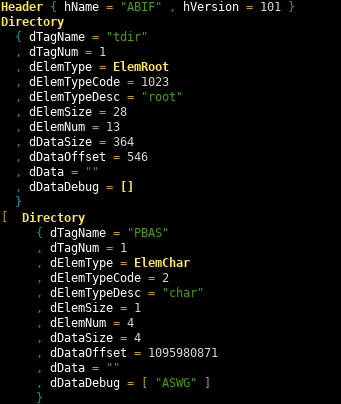 Header { hName = "ABIF" , hVersion = 101 }
Directory
{ dTagName = "tdir"
, dTagNum = 1
, dElemType = ElemRoot
, dElemTypeCode = 1023
, dElemTypeDesc = "root"
, dElemSize = 28
, dElemNum = 13
, dDataSize = 364
, dDataOffset = 546
, dData = ""
, dDataDebug = []
}
[ Directory
{ dTagName = "PBAS"
, dTagNum = 1
, dElemType = ElemChar
, dElemTypeCode = 2
, dElemTypeDesc = "char"
, dElemSize = 1
, dElemNum = 4
, dDataSize = 4
, dDataOffset = 1095980871
, dData = ""
, dDataDebug = [ "ASWG" ]
}